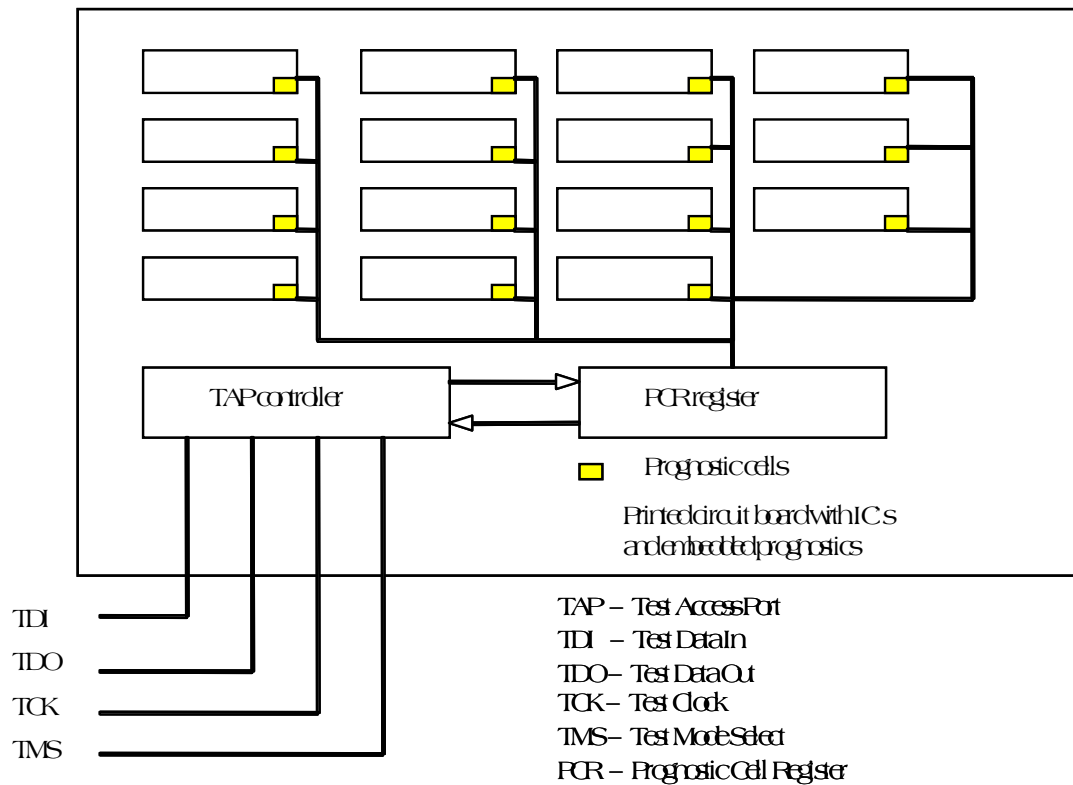 TAP controller
PCR register
Prognostic cells
Printed circuit board with ICs
and embedded prognostics
TDI
TDO
TCK
TMS
TAP – Test Access Port
TDI – Test Data In
TDO – Test Data Out
TCK – Test Clock
TMS – Test Mode Select
PCR – Prognostic Cell Register